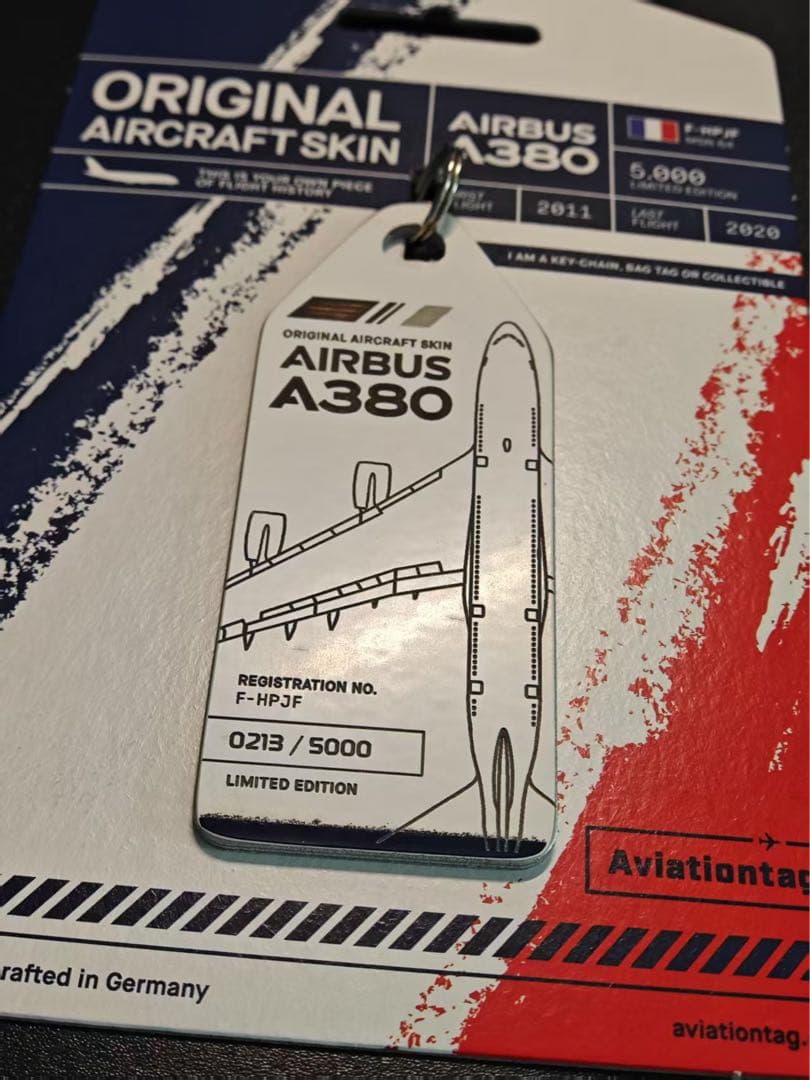 ORIGINAL
AIRCRAFT SKIN
THIS IS YOUR OWN PIECE
OF FLIGHT HISTORY
AIRBUS
A380
F-HPJF
5.000
LIMITED EDITION
FLIGHT
2011
LAST
FLIGHT
2020
I AM A KEY-CHAIN, BAG TAG OR COLLECTIBLE
ORIGINAL AIRCRAFT SKIN
AIRBUS
A380
REGISTRATION NO.
F-HPJF
0213 / 5000
LIMITED EDITION
Aviationtag
rafted in Germany
aviationtag.